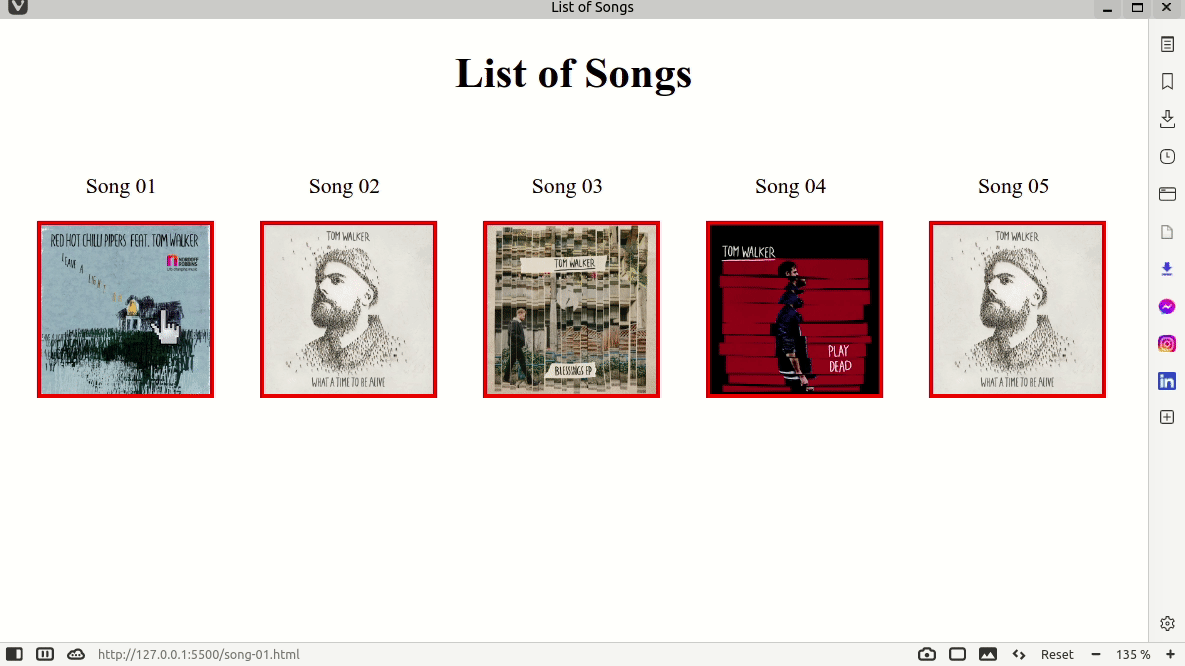 List of Songs
List of Songs
Song 01
Song 02
Song 03
Song 04
Song 05
RED HOT CHILLI PIPERS FEAT. TOM WALKER
LEAVE A LIGHT ON
NORDOFF
ROBBINS
TOM WALKER
WHAT A TIME TO BE ALIVE
TOM WALKER
BLESSINGS EP
TOM WALKER
PLAY
DEAD
TOM WALKER
WHAT A TIME TO BE ALIVE
http://127.0.0.1:5500/song-01.html
Reset
135 %